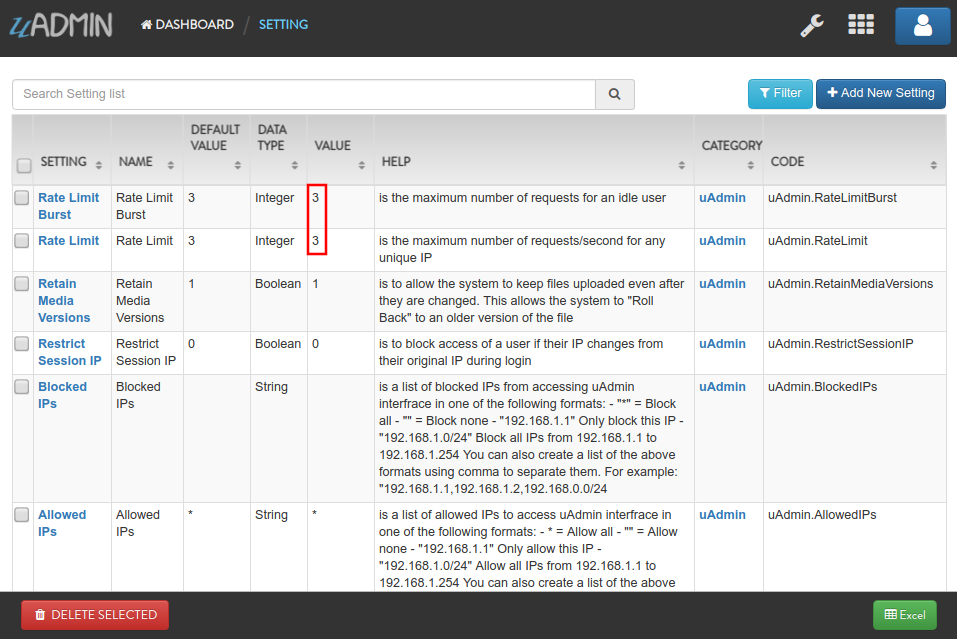 uADMIN
DASHBOARD / SETTING
Search Setting list
Filter
Add New Setting
SETTING
NAME
DEFAULT
VALUE
DATA
TYPE
VALUE
HELP
CATEGORY
CODE
Rate Limit
Burst
Rate Limit
Burst
3
Integer
3
is the maximum number of requests for an idle user
uAdmin
uAdmin.RateLimitBurst
Rate Limit
Rate Limit
3
Integer
3
is the maximum number of requests/second for any
unique IP
uAdmin
uAdmin.RateLimit
Retain
Media
Versions
Retain
Media
Versions
1
Boolean
1
is to allow the system to keep files uploaded even after
they are changed. This allows the system to "Roll
Back" to an older version of the file
uAdmin
uAdmin.RetainMediaVersions
Restrict
Session IP
Restrict
Session IP
0
Boolean
0
is to block access of a user if their IP changes from
their original IP during login
uAdmin
uAdmin.RestrictSessionIP
Blocked
IPs
Blocked
IPs
String
is a list of blocked IPs from accessing uAdmin
interfrace in one of the following formats: - "*" = Block
all - "" = Block none - "192.168.1.1" Only block this IP -
"192.168.1.0/24" Block all IPs from 192.168.1.1 to
192.168.1.254 You can also create a list of the above
formats using comma to separate them. For example:
"192.168.1.1,192.168.1.2,192.168.0.0/24
uAdmin
uAdmin.BlockedIPs
Allowed
IPs
Allowed
IPs
*
String
*
is a list of allowed IPs to access uAdmin interfrace in
one of the following formats: - * = Allow all - "" = Allow
none - "192.168.1.1" Only allow this IP -
"192.168.1.0/24" Allow all IPs from 192.168.1.1 to
192.168.1.254 You can also create a list of the above
uAdmin
uAdmin.AllowedIPs
DELETE SELECTED
Excel